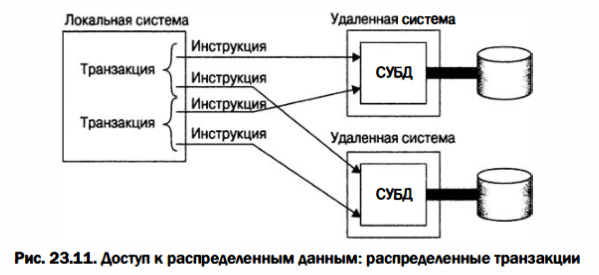 Локальная система
Удаленная система
Инструкция
Транзакция
Инструкция
СУБД
Инструкция
Транзакция
Инструкция
Удаленная система
СУБД
Рис. 23.11. Доступ к распределенным данным: распределенные транзакции